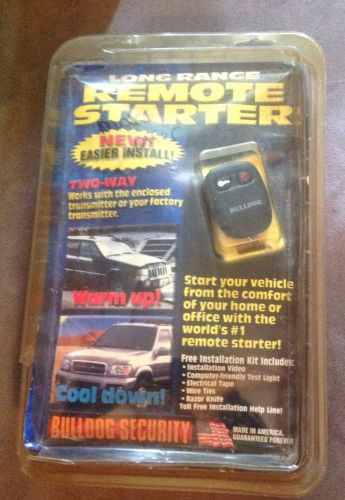 LONG RANGE
REMOTE
STARTER
NEW!
EASIER INSTALL!
TWO-WAY
Works with the enclosed
transmitter or your factory
transmitter.
BULLDOG
Warm up!
Cool down!
Start your vehicle
from the comfort
of your home or
office with the
world's #1
remote starter!
Free Installation Kit Includes:
• Installation Video
• Computer-friendly Test Light
• Electrical Tape
• Wire Ties
• Razor Knife
Toll Free Installation Help Line!
BULLDOG SECURITY
MADE IN AMERICA,
GUARANTEED FOREVER